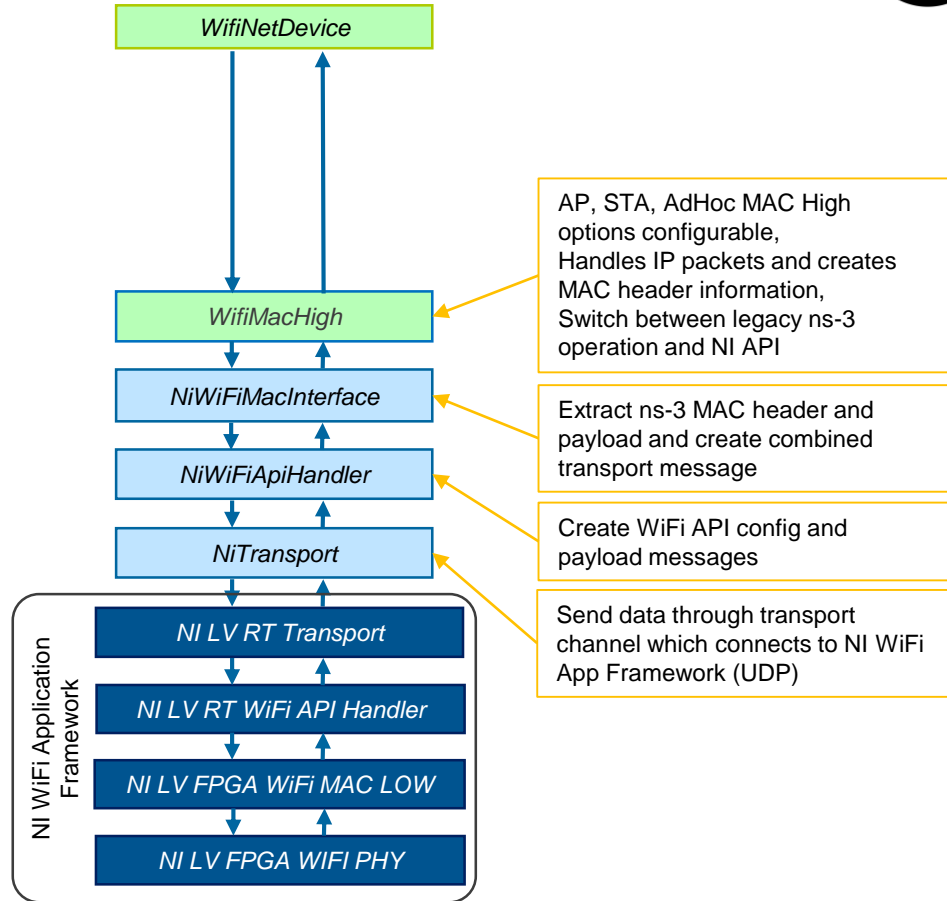 WifiNetDevice
AP, STA, AdHoc MAC High
options configurable,
Handles IP packets and creates
MAC header information,
Switch between legacy ns-3
operation and NI API
WifiMacHigh
NiWiFiMacInterface
Extract ns-3 MAC header and
payload and create combined
transport message
NiWiFiApiHandler
Create WiFi API config and
payload messages
NiTransport
Send data through transport
channel which connects to NI WiFi
App Framework (UDP)
NI WiFi Application
Framework
NI LV RT Transport
NI LV RT WiFi API Handler
NI LV FPGA WiFi MAC LOW
NI LV FPGA WIFI PHY